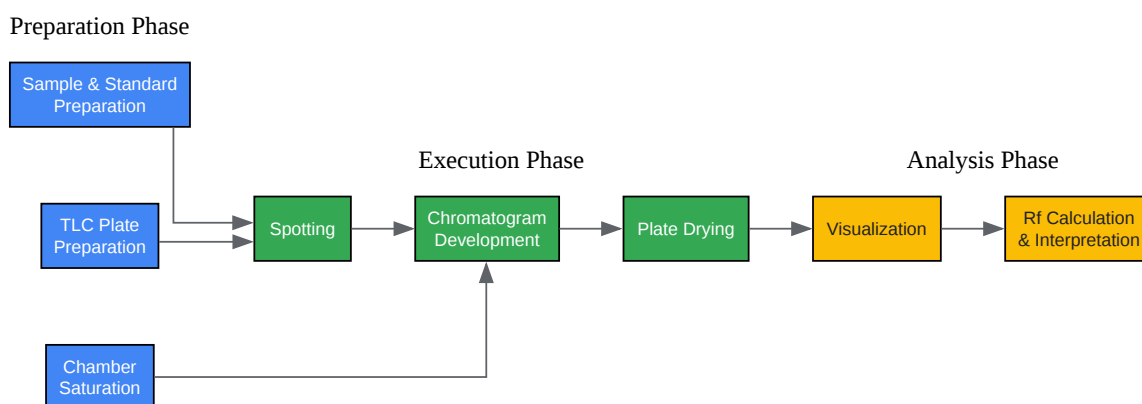 Preparation Phase
Sample & Standard
Preparation
Execution Phase
Analysis Phase
TLC Plate
Preparation
Spotting
Chromatogram
Development
Plate Drying
Visualization
Rf Calculation
& Interpretation
Chamber
Saturation